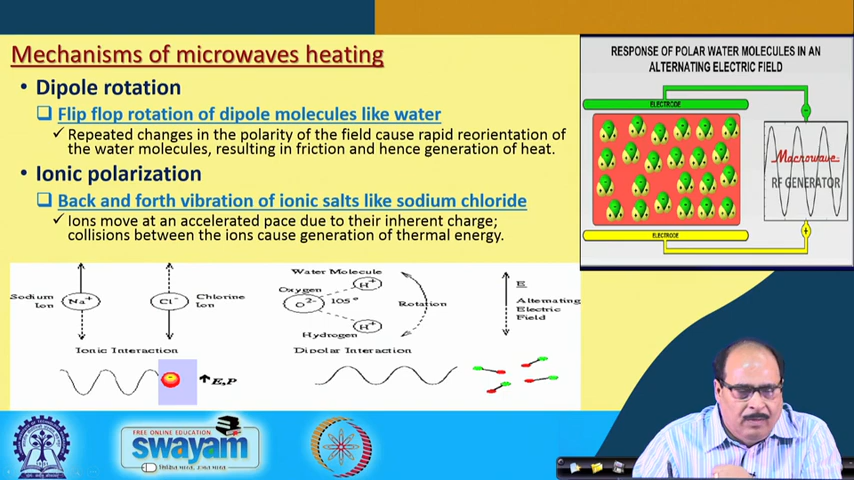 Mechanisms of microwaves heating
• Dipole rotation
❑ Flip flop rotation of dipole molecules like water
✓ Repeated changes in the polarity of the field cause rapid reorientation of
the water molecules, resulting in friction and hence generation of heat.
• Ionic polarization
❑ Back and forth vibration of ionic salts like sodium chloride
✓ Ions move at an accelerated pace due to their inherent charge;
collisions between the ions cause generation of thermal energy.
RESPONSE OF POLAR WATER MOLECULES IN AN
ALTERNATING ELECTRIC FIELD
ELECTRODE
-
Macrowave
RF GENERATOR
+
ELECTRODE
Sodium
Ion
Na+
Cl-
Chlorine
Ion
Ionic Interaction
Water Molecule
Oxygen
O2-
105°
H+
H+
Rotation
Hydrogen
Dipolar Interaction
E
Alternating
Electric
Field
E,P
FREE ONLINE EDUCATION
swayam